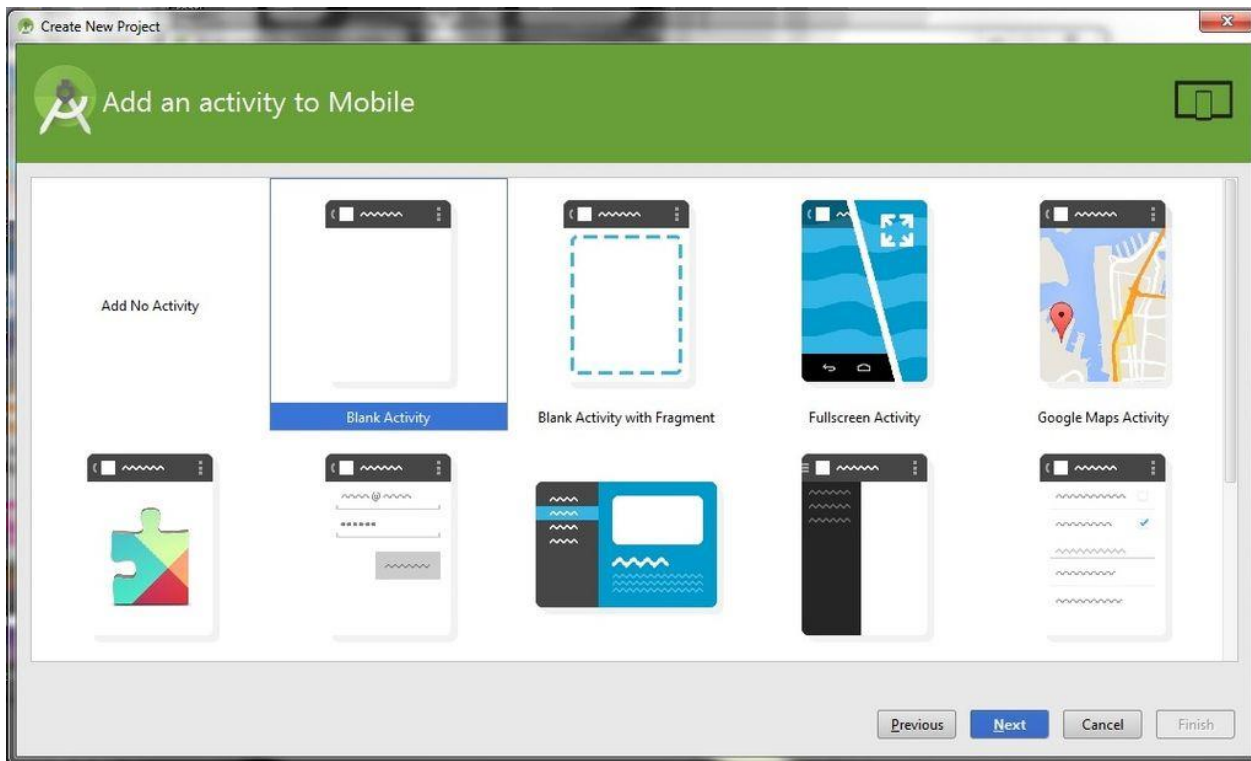 Create New Project
Add an activity to Mobile
Add No Activity
Blank Activity
Blank Activity with Fragment
Fullscreen Activity
Google Maps Activity
@
Previous
Next
Cancel
Finish